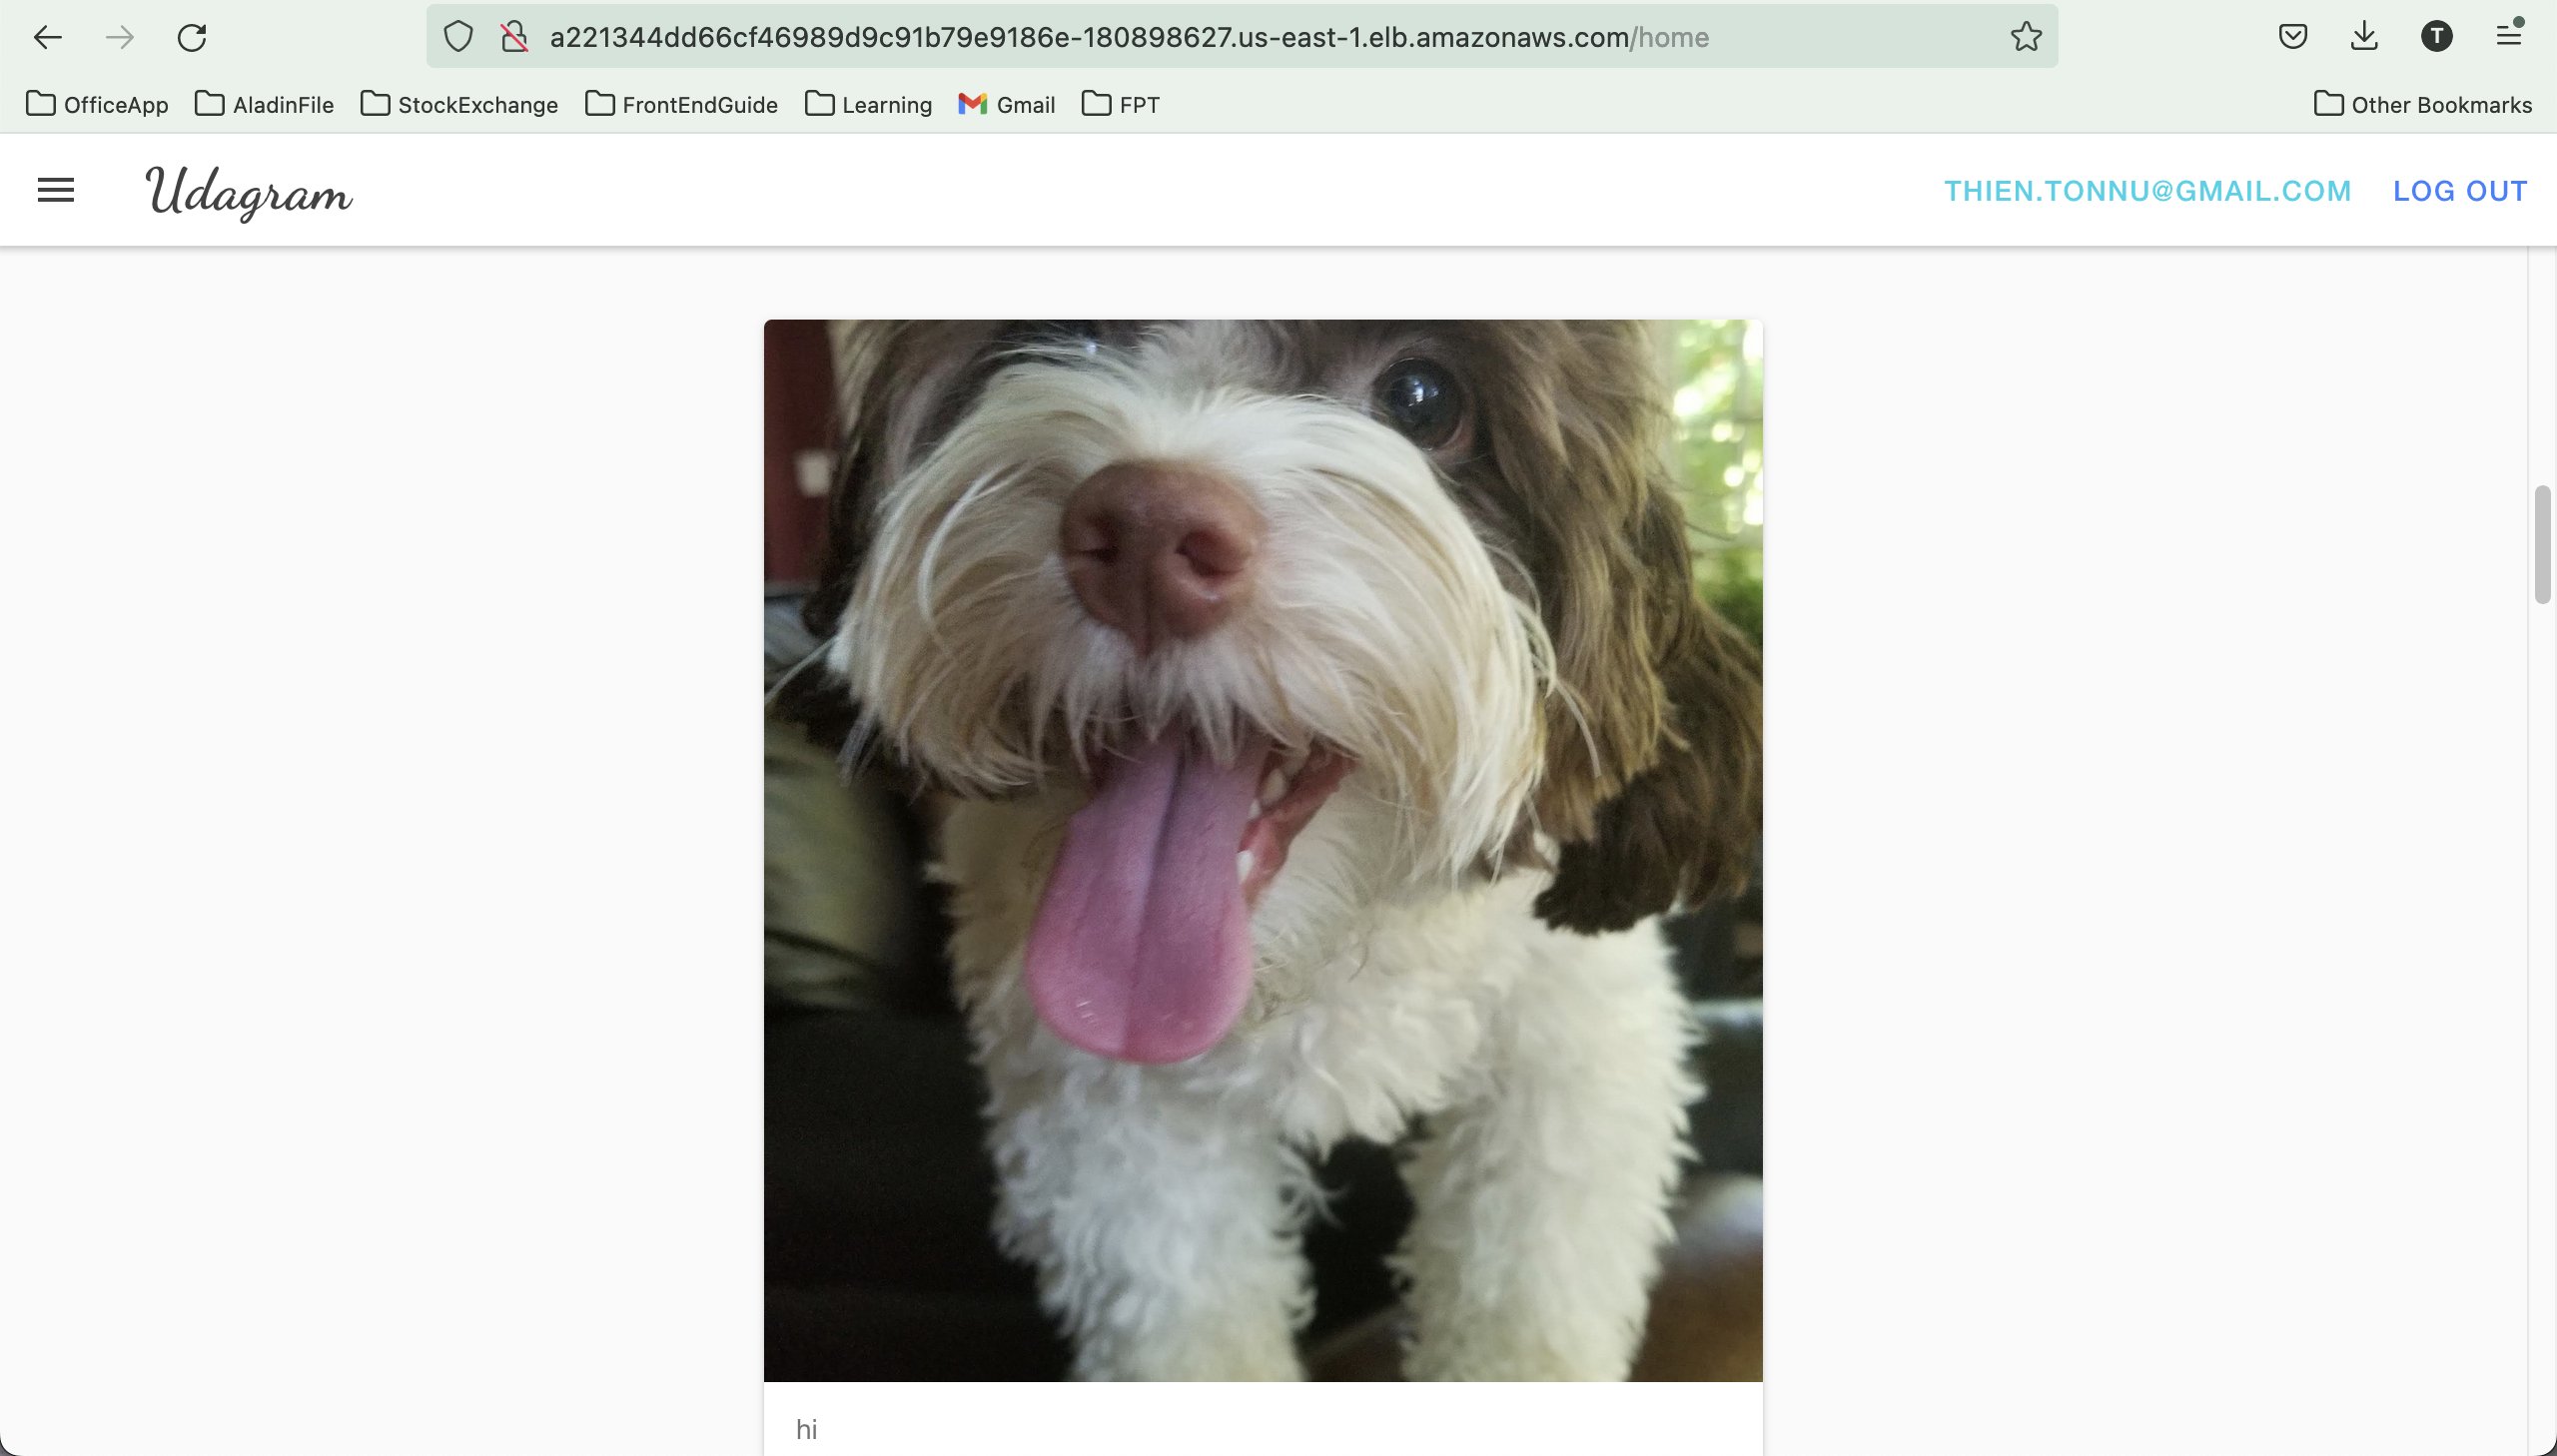 a221344dd66cf46989d9c91b79e9186e-180898627.us-east-1.elb.amazonaws.com/home
T
OfficeApp AladinFile StockExchange FrontEndGuide Learning Gmail FPT Other Bookmarks
Udagram THIEN.TONNU@GMAIL.COM LOG OUT
hi